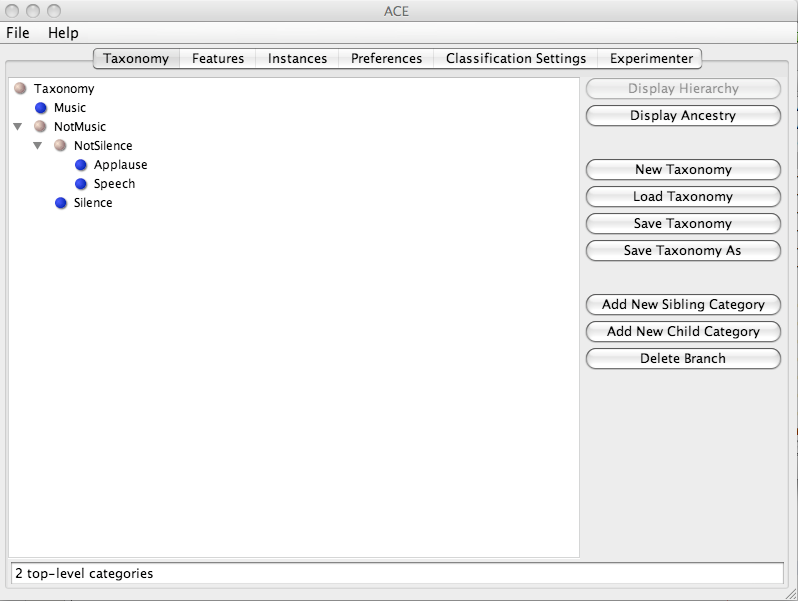 ACE
File Help
Taxonomy Features Instances Preferences Classification Settings Experimenter
Taxonomy
Music
NotMusic
NotSilence
Applause
Speech
Silence
Display Hierarchy
Display Ancestry
New Taxonomy
Load Taxonomy
Save Taxonomy
Save Taxonomy As
Add New Sibling Category
Add New Child Category
Delete Branch
2 top-level categories